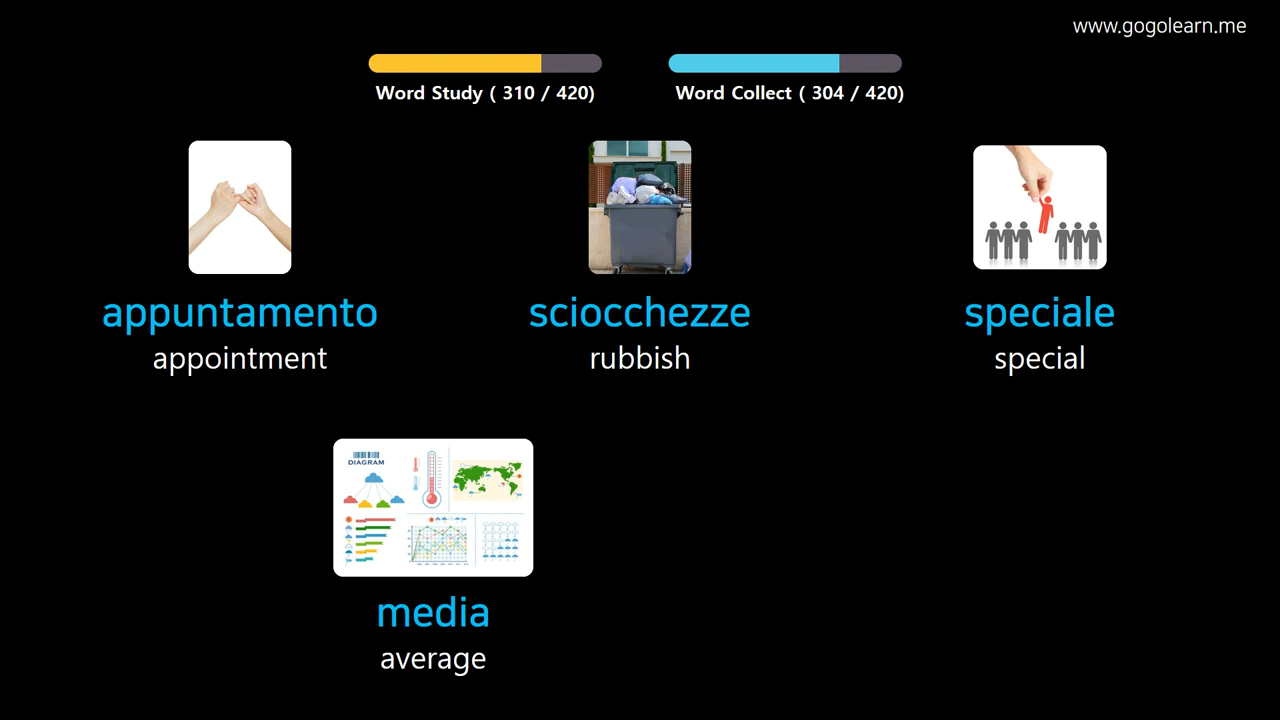 www.gogolearn.me
Word Study ( 310 / 420)
Word Collect ( 304 / 420)
appuntamento
appointment
sciocchezze
rubbish
speciale
special
DIAGRAM
media
average